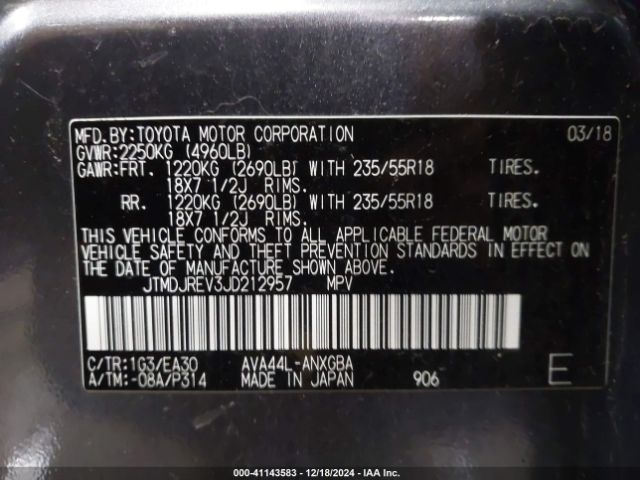 MFD.BY:TOYOTA MOTOR CORPORATION 03/18
GVWR:2250KG (4960LB)
GAWR:FRT. 1220KG (2690LB) WITH 235/55R18 TIRES.
18X7 1/2J RIMS.
RR. 1220KG (2690LB) WITH 235/55R18 TIRES.
18X7 1/2J RIMS.
THIS VEHICLE CONFORMS TO ALL APPLICABLE FEDERAL MOTOR
VEHICLE SAFETY AND THEFT PREVENTION STANDARDS IN EFFECT ON
THE DATE OF MANUFACTURE SHOWN ABOVE.
JTMDJREV3JD212957 MPV
C/TR:1G3/EA30 AVA44L-ANXGBA
A/TM:-08A/P314 MADE IN JAPAN 906 E
000-41143583 - 12/18/2024 - IAA Inc.